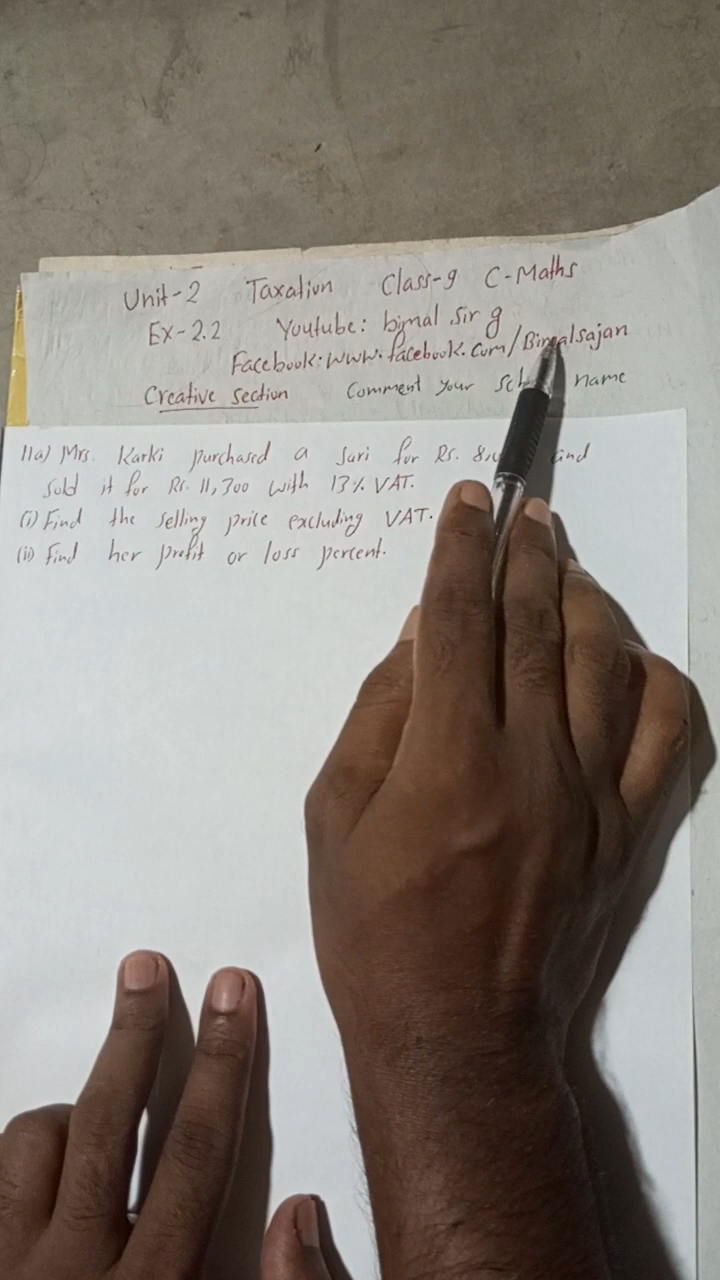 Unit-2 Taxation Class-9 C-Maths
Ex-2.2 Youtube: bimal sir g
Facebook:www.facebook.com/Bimalsajan
Creative section Comment your name
11a) Mrs. Karki purchased a sari for Rs. and
sold it for Rs. 11,300 with 13% VAT.
(i) Find the selling price excluding VAT.
(ii) Find her profit or loss percent.